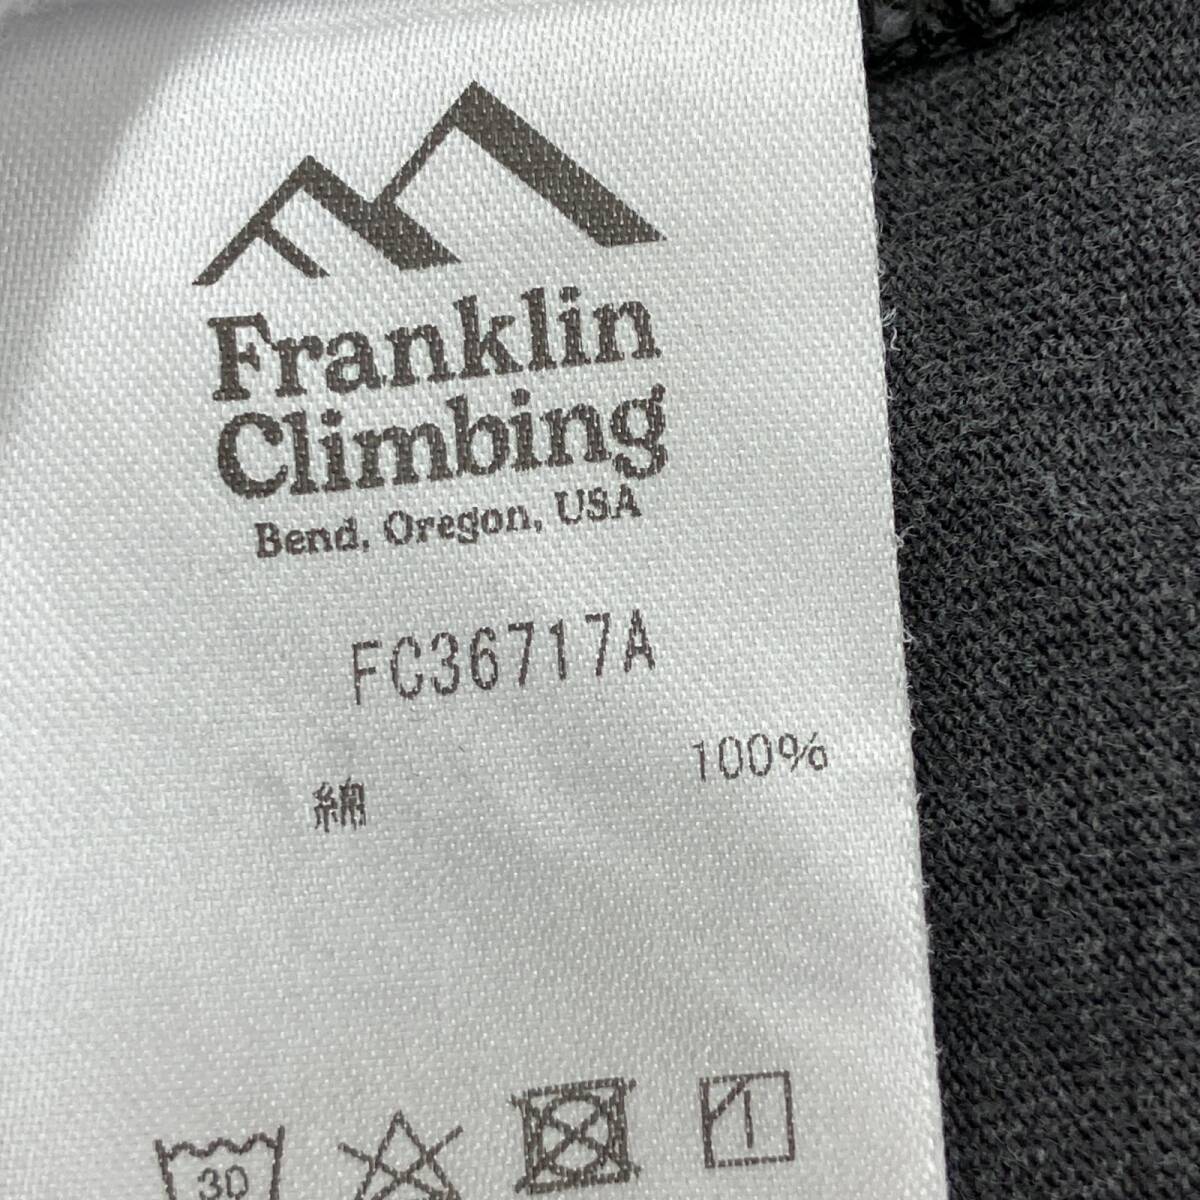 Franklin
Climbing
Bend, Oregon, USA
FC36717A
綿 100%
30